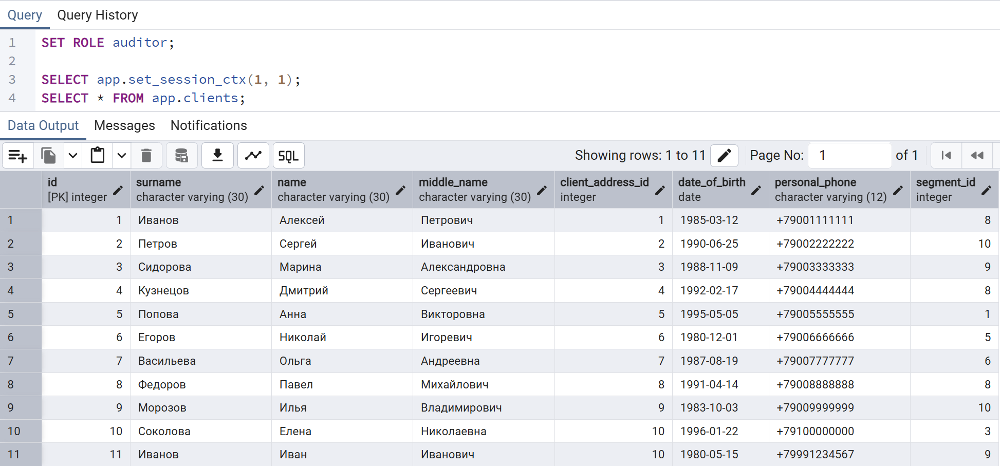 Query Query History
1 SET ROLE auditor;
2
3 SELECT app.set_session_ctx(1, 1);
4 SELECT * FROM app.clients;
Data Output Messages Notifications
SQL Showing rows: 1 to 11 Page No: 1 of 1
id surname name middle_name client_address_id date_of_birth personal_phone segment_id
[PK] integer character varying (30) character varying (30) character varying (30) integer date character varying (12) integer
1 1 Иванов Алексей Петрович 1 1985-03-12 +79001111111 8
2 2 Петров Сергей Иванович 2 1990-06-25 +79002222222 10
3 3 Сидорова Марина Александровна 3 1988-11-09 +79003333333 9
4 4 Кузнецов Дмитрий Сергеевич 4 1992-02-17 +79004444444 8
5 5 Попова Анна Викторовна 5 1995-05-05 +79005555555 1
6 6 Егоров Николай Игоревич 6 1980-12-01 +79006666666 5
7 7 Васильева Ольга Андреевна 7 1987-08-19 +79007777777 6
8 8 Федоров Павел Михайлович 8 1991-04-14 +79008888888 8
9 9 Морозов Илья Владимирович 9 1983-10-03 +79009999999 10
10 10 Соколова Елена Николаевна 10 1996-01-22 +79100000000 3
11 11 Иванов Иван Иванович 10 1980-05-15 +79991234567 9